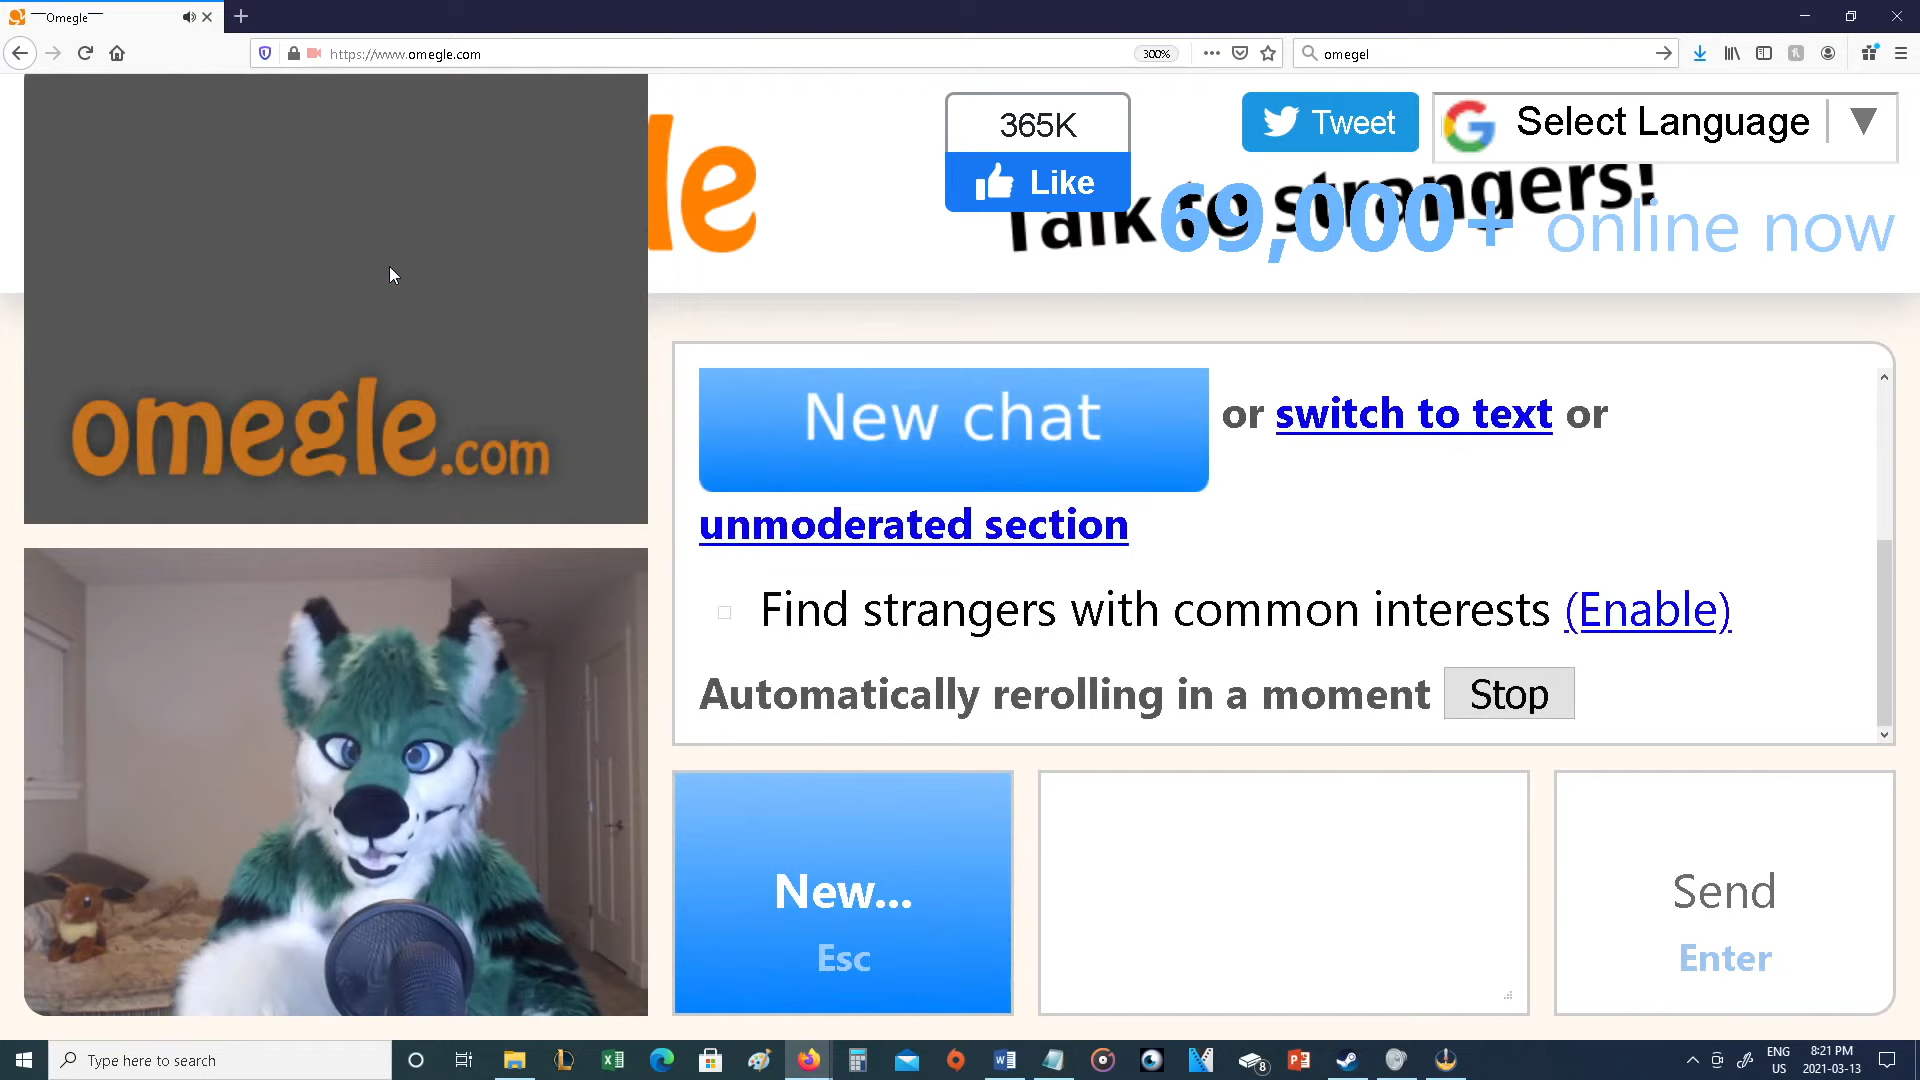 Omegle
https://www.omegle.com
300%
omegel
le
Talk to strangers!
365K
Like
Tweet
Select Language
69,000+ online now
omegle.com
New chat or switch to text or
unmoderated section
Find strangers with common interests (Enable)
Automatically rerolling in a moment Stop
New...
Esc
Send
Enter
Type here to search
8
ENG
US
8:21 PM
2021-03-13